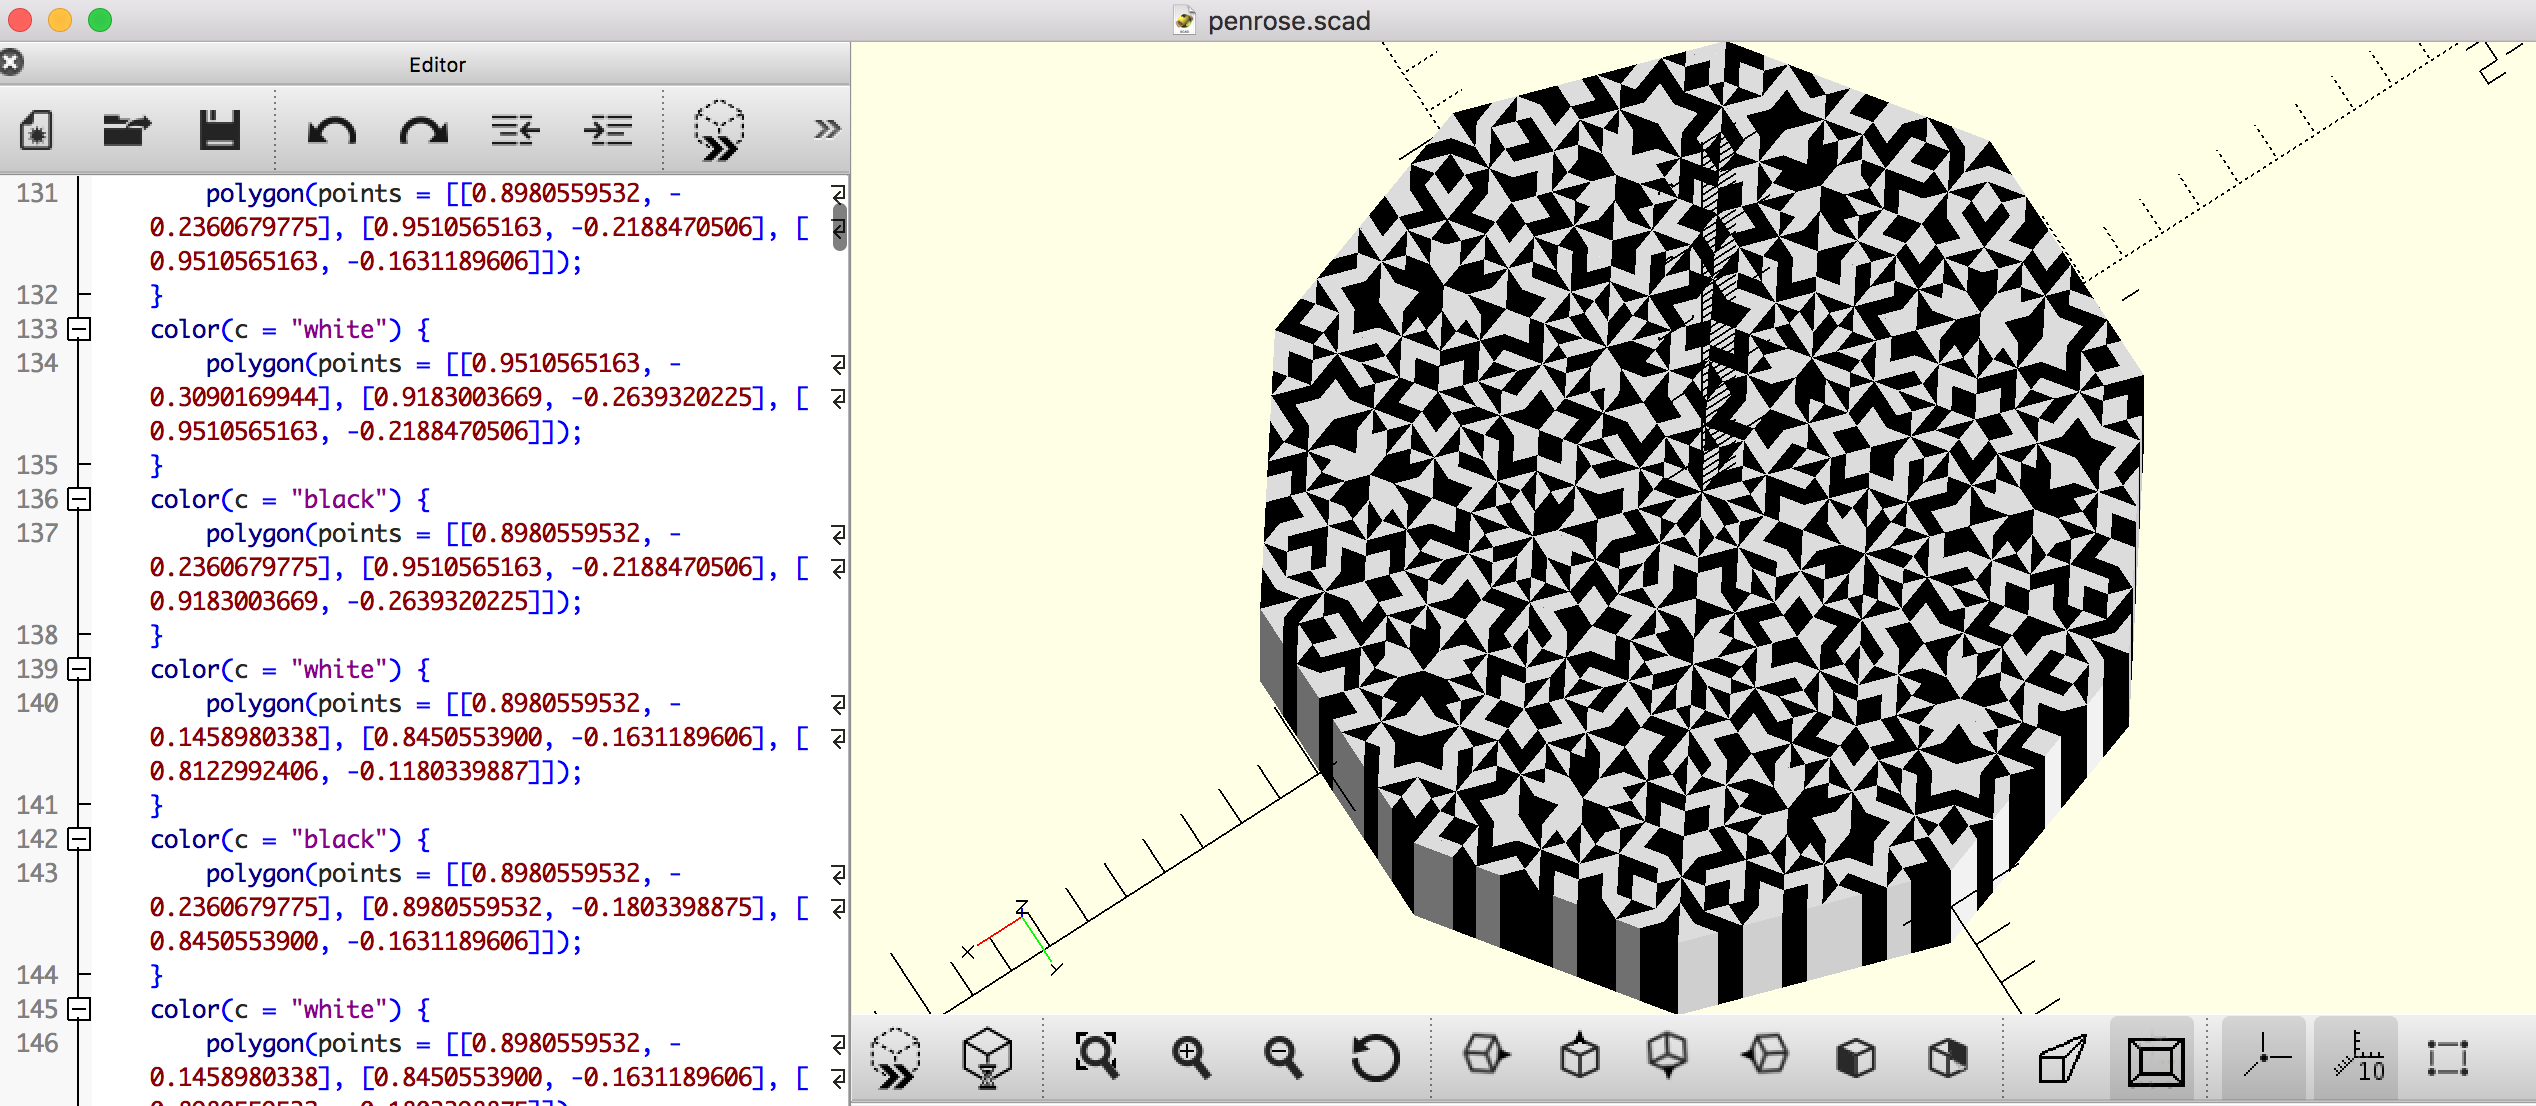 penrose.scad
Editor
131 polygon(points = [[0.8980559532, -
0.2360679775], [0.9510565163, -0.2188470506], [
0.9510565163, -0.1631189606]]);
132 }
133 color(c = "white") {
134 polygon(points = [[0.9510565163, -
0.3090169944], [0.9183003669, -0.2639320225], [
0.9510565163, -0.2188470506]]);
135 }
136 color(c = "black") {
137 polygon(points = [[0.8980559532, -
0.2360679775], [0.9510565163, -0.2188470506], [
0.9183003669, -0.2639320225]]);
138 }
139 color(c = "white") {
140 polygon(points = [[0.8980559532, -
0.1458980338], [0.8450553900, -0.1631189606], [
0.8122992406, -0.1180339887]]);
141 }
142 color(c = "black") {
143 polygon(points = [[0.8980559532, -
0.2360679775], [0.8980559532, -0.1803398875], [
0.8450553900, -0.1631189606]]);
144 }
145 color(c = "white") {
146 polygon(points = [[0.8980559532, -
0.1458980338], [0.8450553900, -0.1631189606], [
0.8980559532, -0.1803398875]]);
Z
X
Y
10